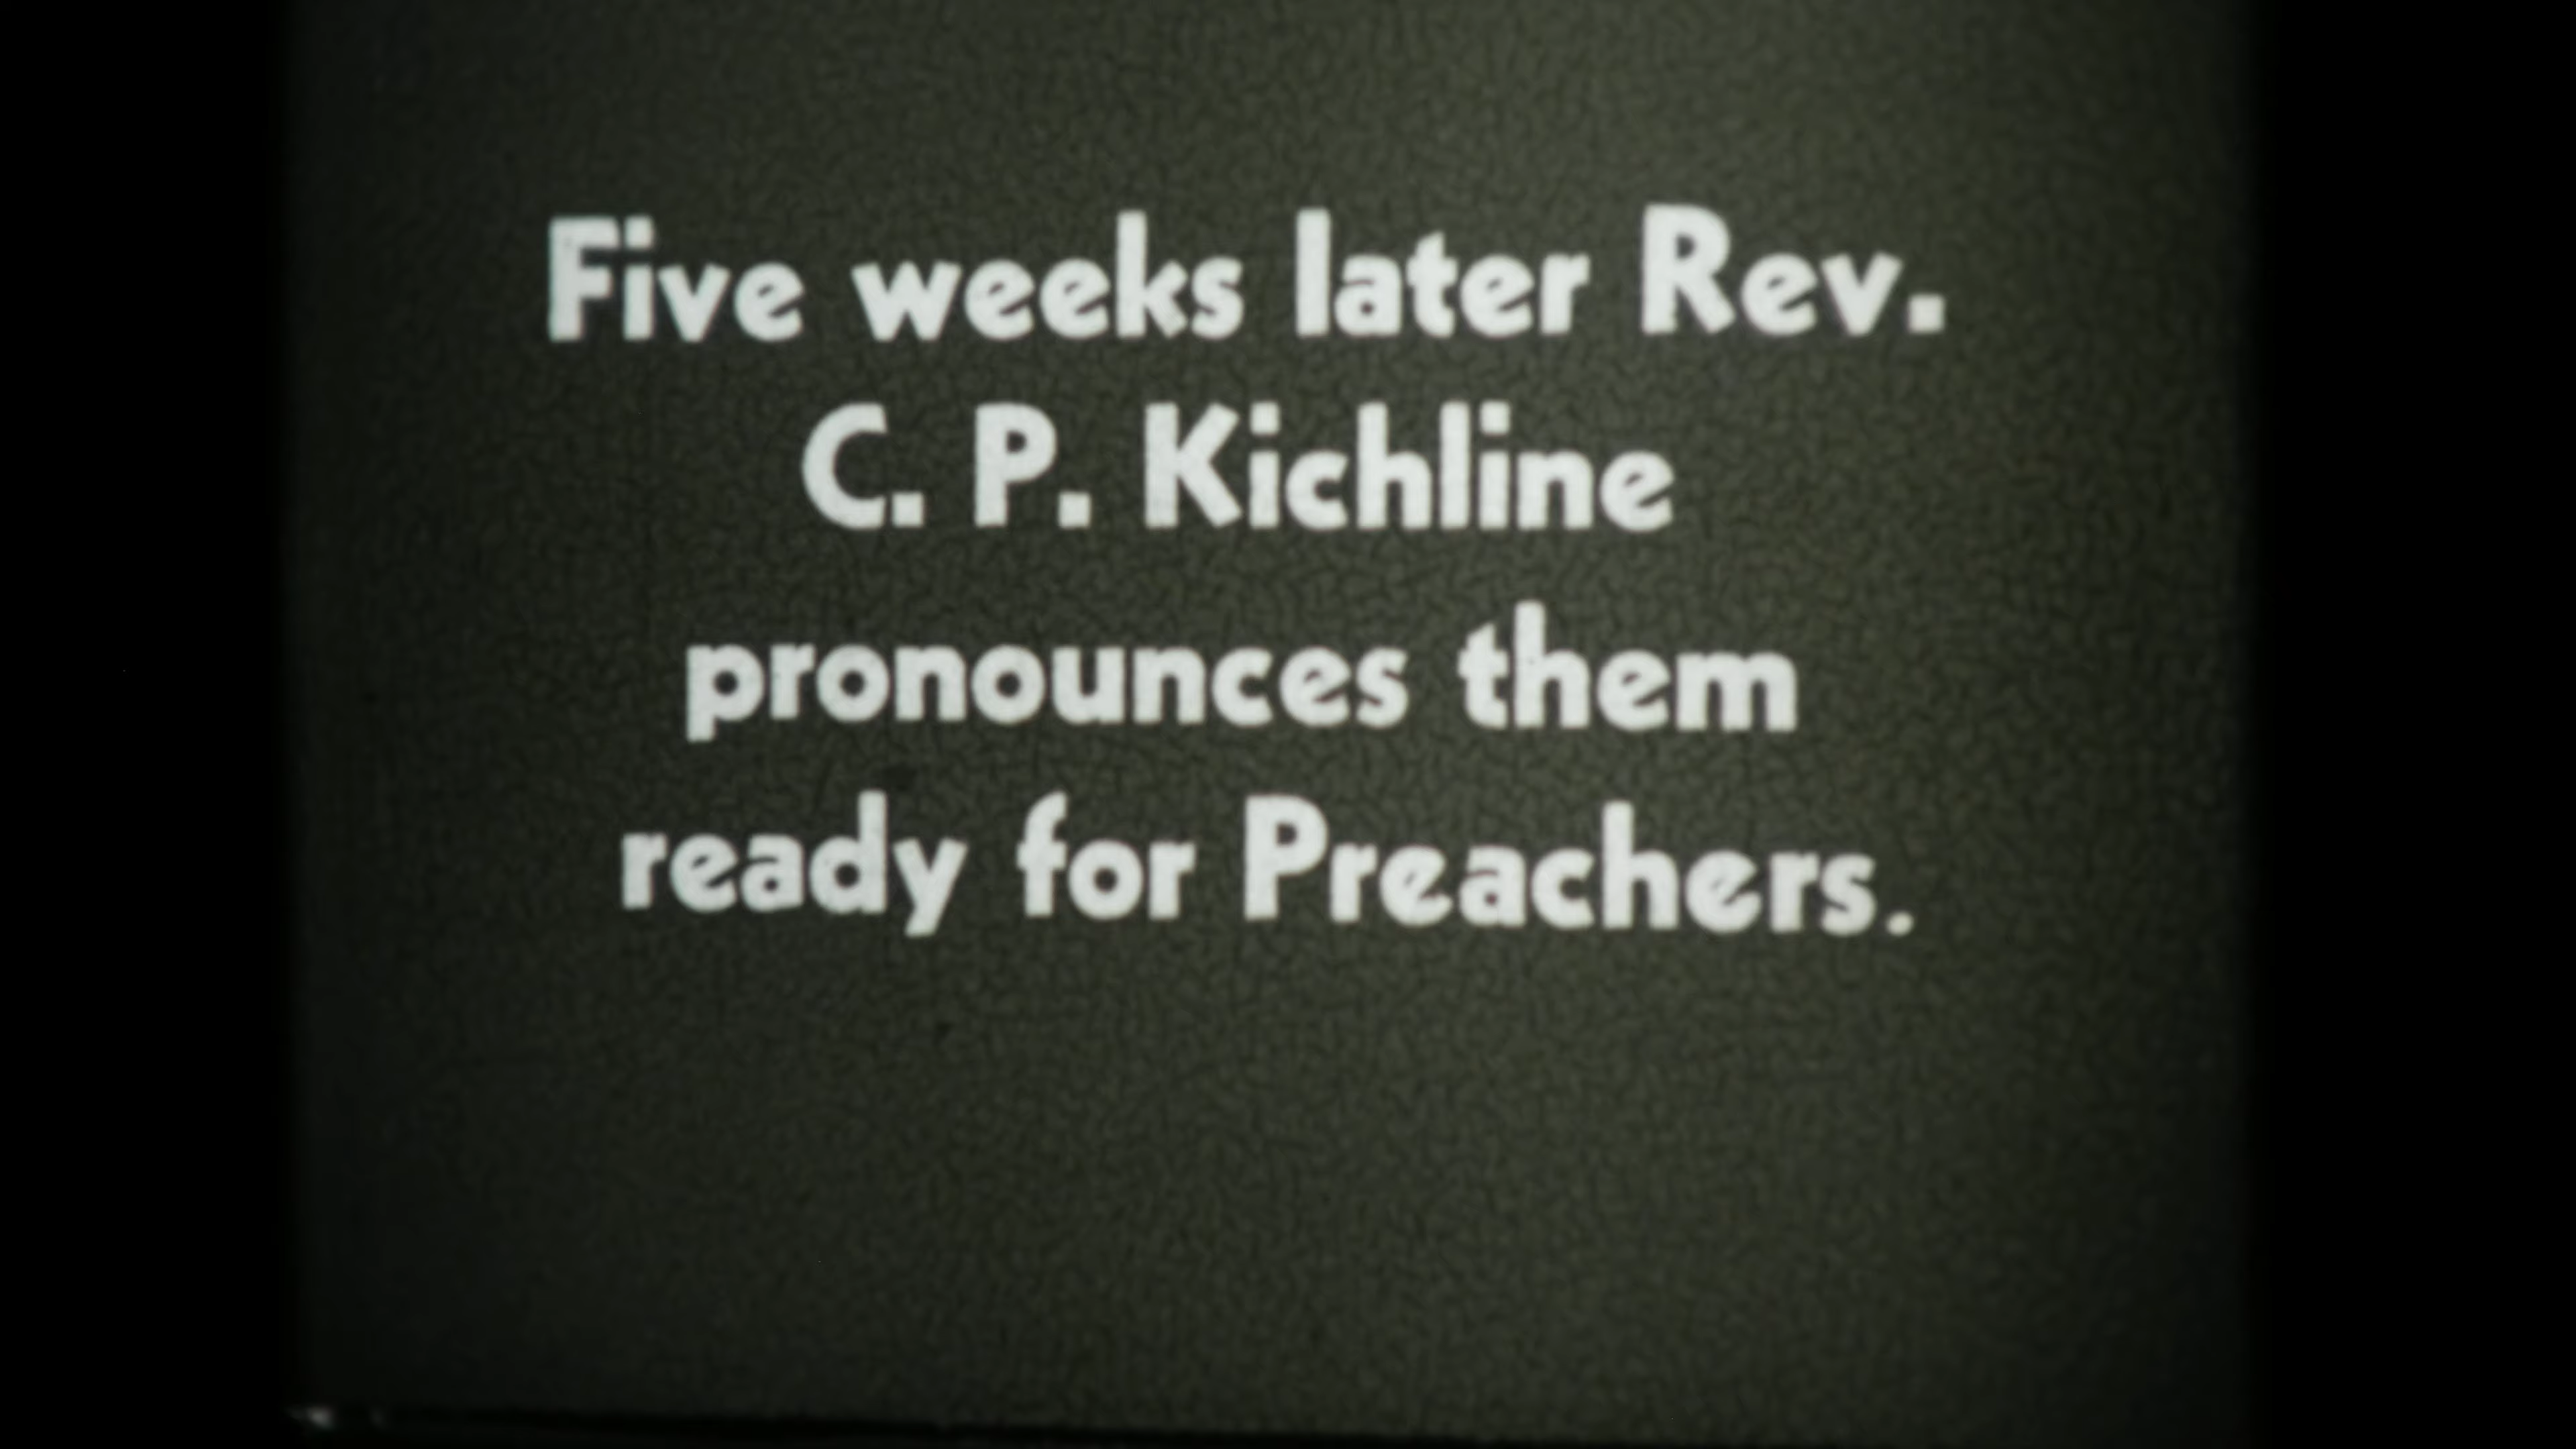 Five weeks later Rev.
C. P. Kichline
pronounces them
ready for Preachers.